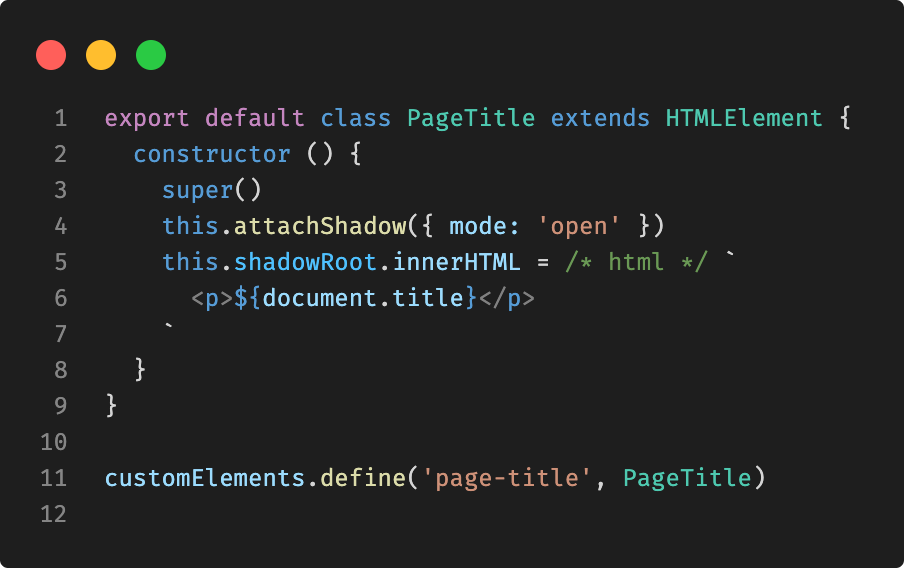 1 export default class PageTitle extends HTMLElement {
2   constructor () {
3     super()
4     this.attachShadow({ mode: 'open' })
5     this.shadowRoot.innerHTML = /* html */ `
6       <p>${document.title}</p>
7     `
8   }
9 }
10
11 customElements.define('page-title', PageTitle)
12